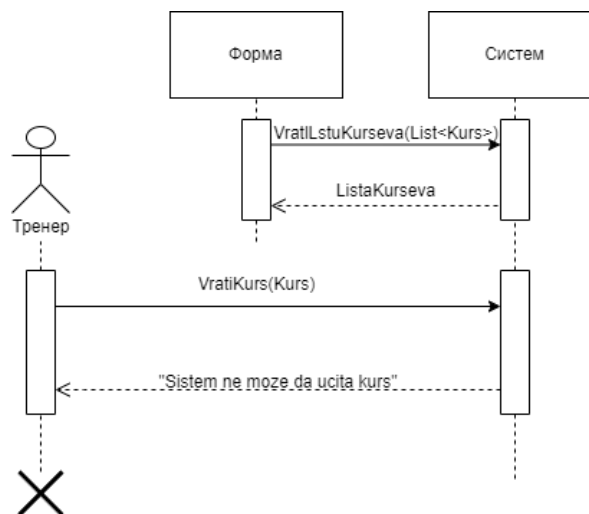 Форма
Систем
VratILstuKurseva(List<Kurs>)
ListaKurseva
Тренер
VratiKurs(Kurs)
"Sistem ne moze da ucita kurs"